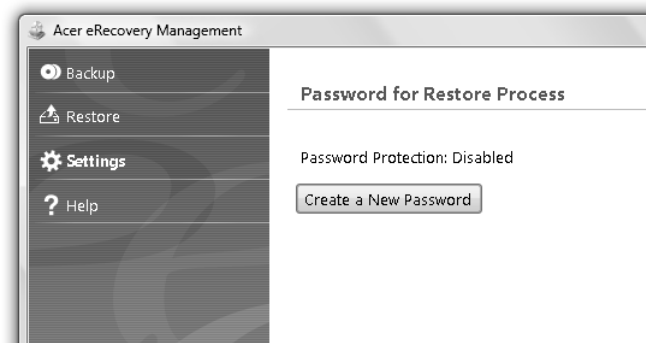 Acer eRecovery Management
Backup
Restore
Settings
Help
Password for Restore Process
Password Protection: Disabled
Create a New Password